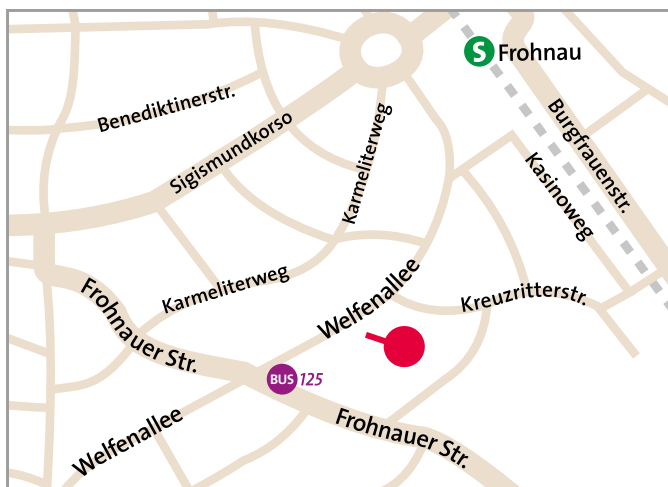 S Frohnau
Benediktinerstr.
Sigismundkorso
Karmeliterweg
Burgfrauenstr.
Kasinoweg
Karmeliterweg
Welfenallee
Kreuzritterstr.
Frohnauer Str.
BUS 125
Welfenallee
Frohnauer Str.